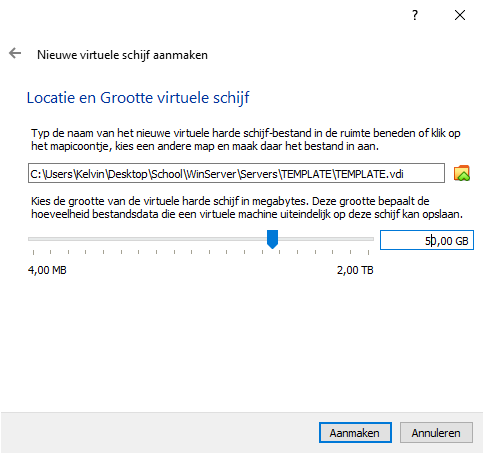 ?
Nieuwe virtuele schijf aanmaken
Locatie en Grootte virtuele schijf
Typ de naam van het nieuwe virtuele harde schijf-bestand in de ruimte beneden of klik op
het mapicoontje, kies een andere map en maak daar het bestand in aan.
C:\Users\Kelvin\Desktop\School\WinServer\Servers\TEMPLATE\TEMPLATE.vdi
Kies de grootte van de virtuele harde schijf in megabytes. Deze grootte bepaalt de
hoeveelheid bestandsdata die een virtuele machine uiteindelijk op deze schijf kan opslaan.
50,00 GB
4,00 MB 2,00 TB
Aanmaken Annuleren